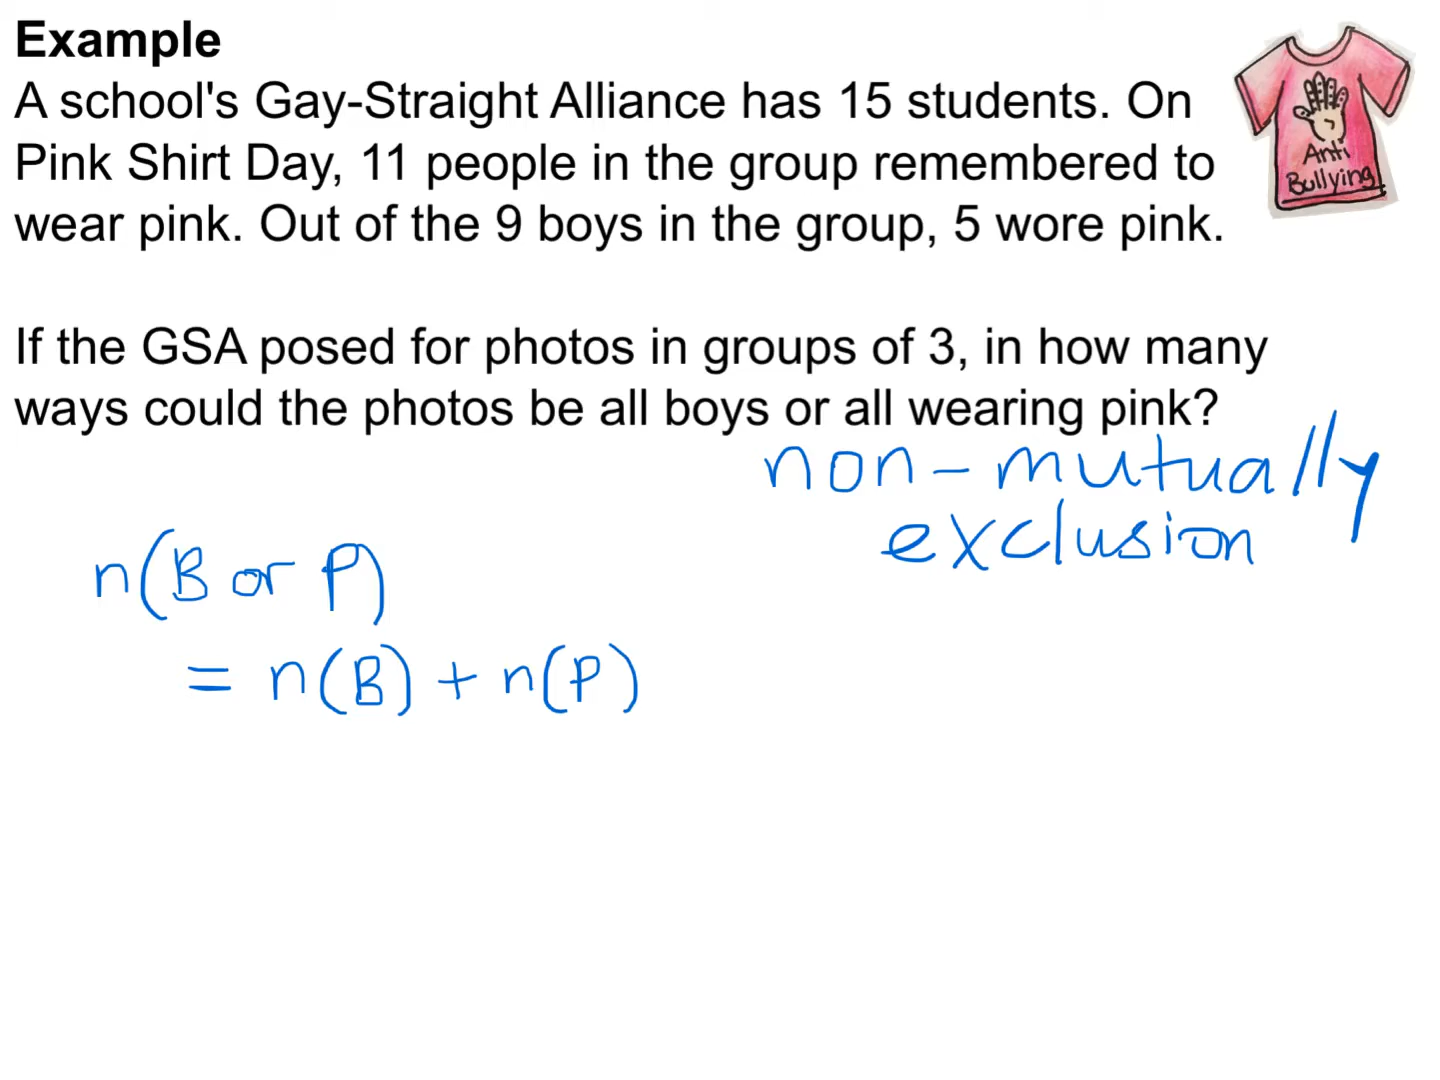 Example
A school's Gay-Straight Alliance has 15 students. On
Pink Shirt Day, 11 people in the group remembered to
wear pink. Out of the 9 boys in the group, 5 wore pink.
Anti
Bullying
If the GSA posed for photos in groups of 3, in how many
ways could the photos be all boys or all wearing pink?
non-mutually
exclusion
n(B or P)
= n(B) + n(P)